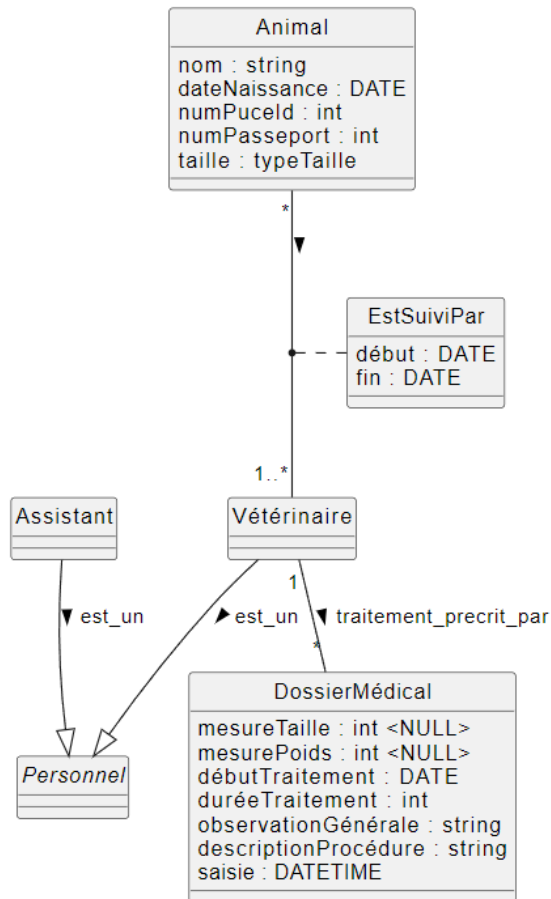 Animal
nom : string
dateNaissance : DATE
numPuceId : int
numPasseport : int
taille : typeTaille
*
EstSuiviPar
début : DATE
fin : DATE
1..*
Assistant
Vétérinaire
1
est_un
est_un
traitement_precrit_par
*
DossierMédical
Personnel
mesureTaille : int <NULL>
mesurePoids : int <NULL>
débutTraitement : DATE
duréeTraitement : int
observationGénérale : string
descriptionProcédure : string
saisie : DATETIME